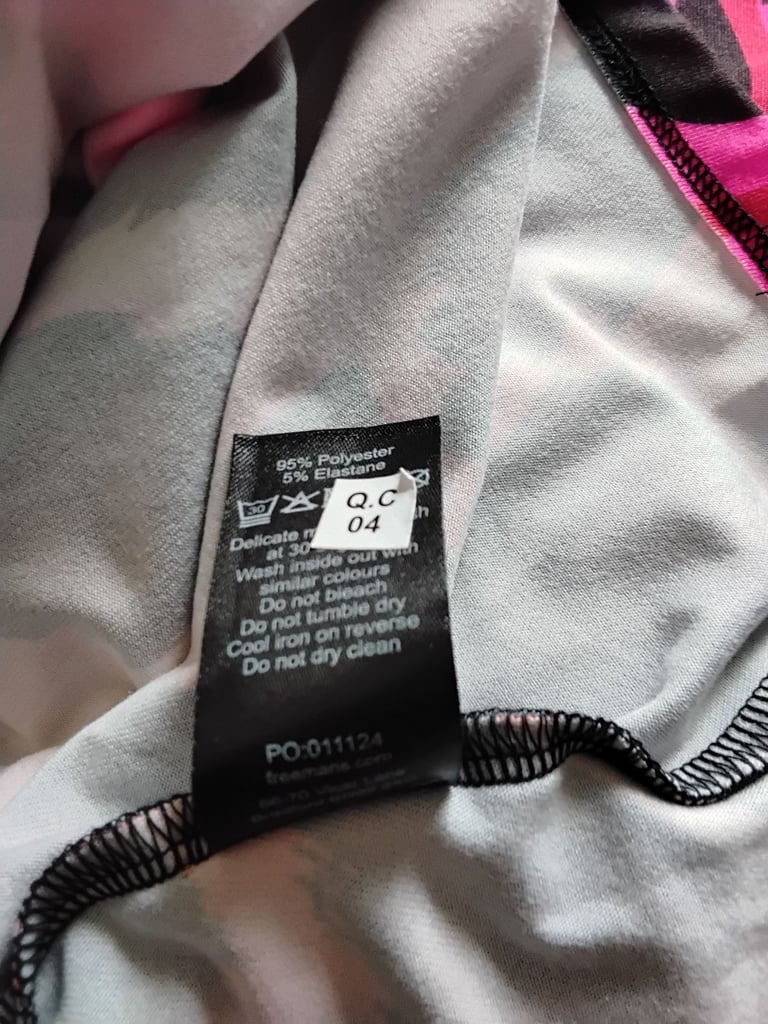 95% Polyester
5% Elastane
30
Q.C
04
Delicate
at 30
Wash inside out with
similar colours
Do not bleach
Do not tumble dry
Cool iron on reverse
Do not dry clean
PO:011124
freemans.com